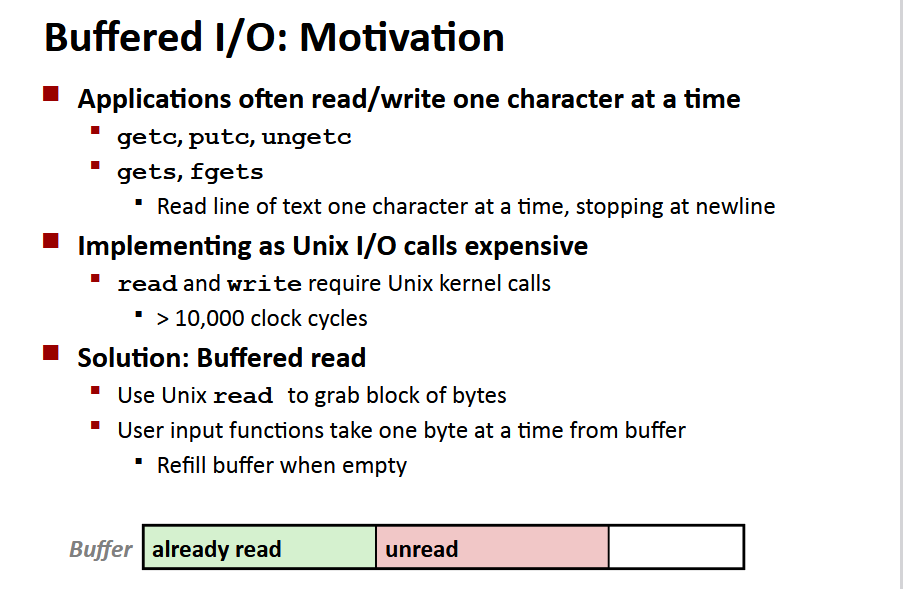 Buffered I/O: Motivation
Applications often read/write one character at a time
getc, putc, ungetc
gets, fgets
Read line of text one character at a time, stopping at newline
Implementing as Unix I/O calls expensive
read and write require Unix kernel calls
> 10,000 clock cycles
Solution: Buffered read
Use Unix read to grab block of bytes
User input functions take one byte at a time from buffer
Refill buffer when empty
Buffer already read unread